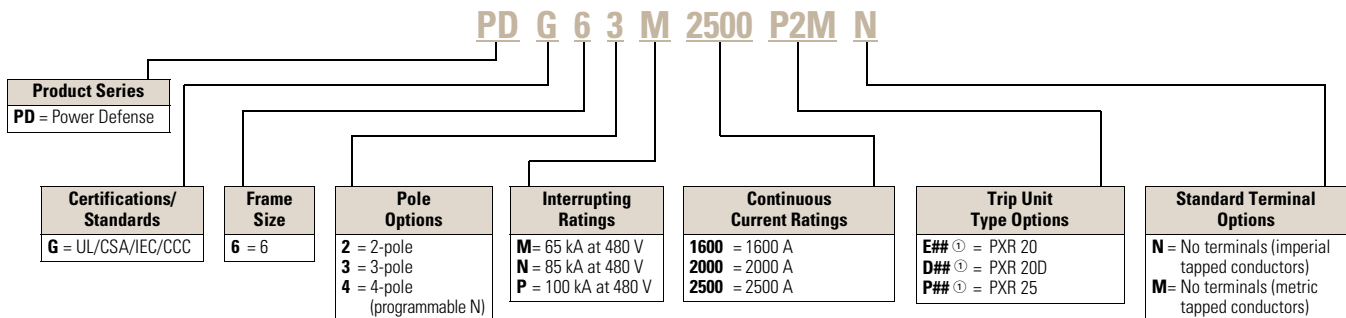 PD G 6 3 M 2500 P2M N
Product Series
PD = Power Defense
Certifications/
Standards
G = UL/CSA/IEC/CCC
Frame
Size
6 = 6
Pole
Options
2 = 2-pole
3 = 3-pole
4 = 4-pole
(programmable N)
Interrupting
Ratings
M= 65 kA at 480 V
N = 85 kA at 480 V
P = 100 kA at 480 V
Continuous
Current Ratings
1600 = 1600 A
2000 = 2000 A
2500 = 2500 A
Trip Unit
Type Options
E## ① = PXR 20
D## ① = PXR 20D
P## ① = PXR 25
Standard Terminal
Options
N = No terminals (imperial
tapped conductors)
M= No terminals (metric
tapped conductors)